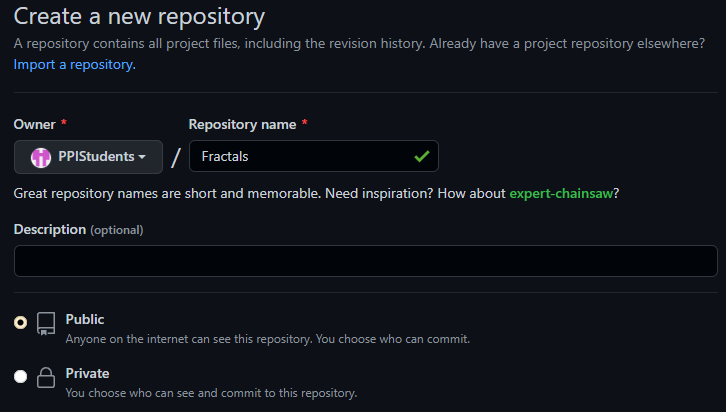 Create a new repository
A repository contains all project files, including the revision history. Already have a project repository elsewhere?
Import a repository.
Owner * Repository name *
PPIStudents / Fractals
Great repository names are short and memorable. Need inspiration? How about expert-chainsaw?
Description (optional)
Public
Anyone on the internet can see this repository. You choose who can commit.
Private
You choose who can see and commit to this repository.